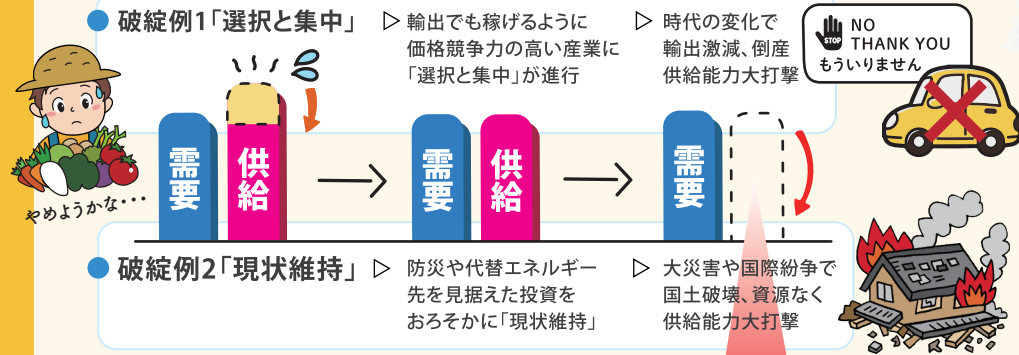 破綻例1「選択と集中」
▷ 輸出でも稼げるように
価格競争力の高い産業に
「選択と集中」が進行
▷ 時代の変化で
輸出激減、倒産
供給能力大打撃
STOP
NO
THANK YOU
もういりません
やめようかな・・・
需要
供給
需要
供給
需要
破綻例2「現状維持」
▷ 防災や代替エネルギー
先を見据えた投資を
おろそかに「現状維持」
▷ 大災害や国際紛争で
国土破壊、資源なく
供給能力大打撃